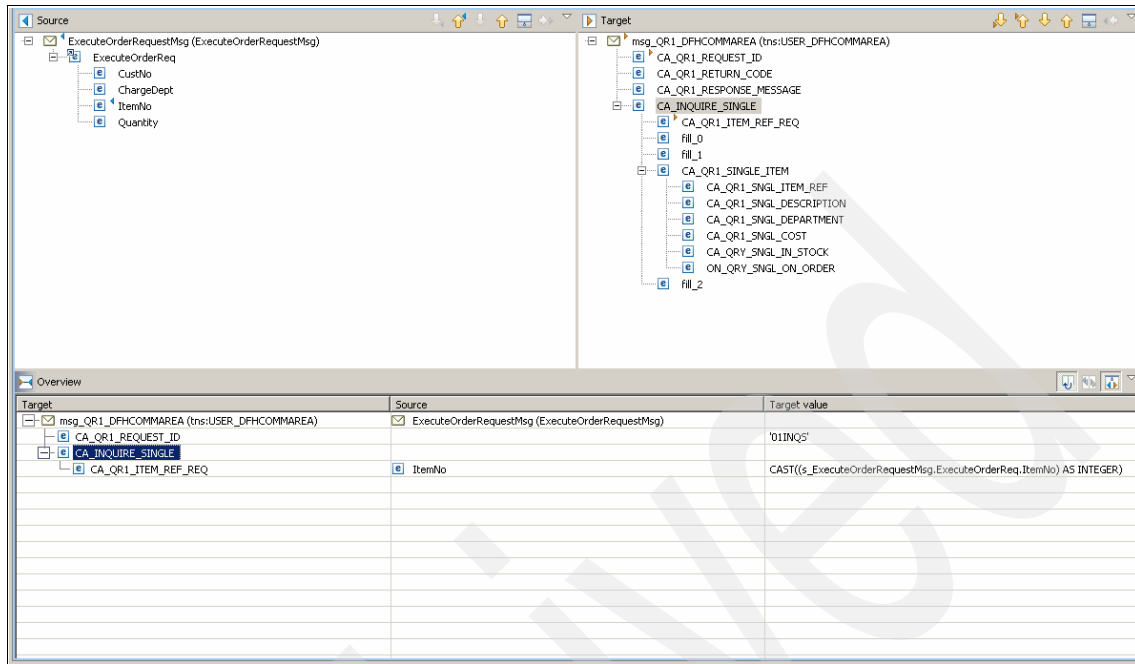 Source
ExecuteOrderRequestMsg (ExecuteOrderRequestMsg)
ExecuteOrderReq
CustNo
ChargeDept
ItemNo
Quantity
Target
msg_QR1_DFHCOMMAREA (tns:USER_DFHCOMMAREA)
CA_QR1_REQUEST_ID
CA_QR1_RETURN_CODE
CA_QR1_RESPONSE_MESSAGE
CA_INQUIRE_SINGLE
CA_QR1_ITEM_REF_REQ
fill_0
fill_1
CA_QR1_SINGLE_ITEM
CA_QR1_SNGL_ITEM_REF
CA_QR1_SNGL_DESCRIPTION
CA_QR1_SNGL_DEPARTMENT
CA_QR1_SNGL_COST
CA_QRY_SNGL_IN_STOCK
ON_QRY_SNGL_ON_ORDER
fill_2
Overview
Target Source Target value
msg_QR1_DFHCOMMAREA (tns:USER_DFHCOMMAREA) ExecuteOrderRequestMsg (ExecuteOrderRequestMsg)
CA_QR1_REQUEST_ID '01INQS'
CA_INQUIRE_SINGLE
CA_QR1_ITEM_REF_REQ ItemNo CAST((s_ExecuteOrderRequestMsg.ExecuteOrderReq.ItemNo) AS INTEGER)